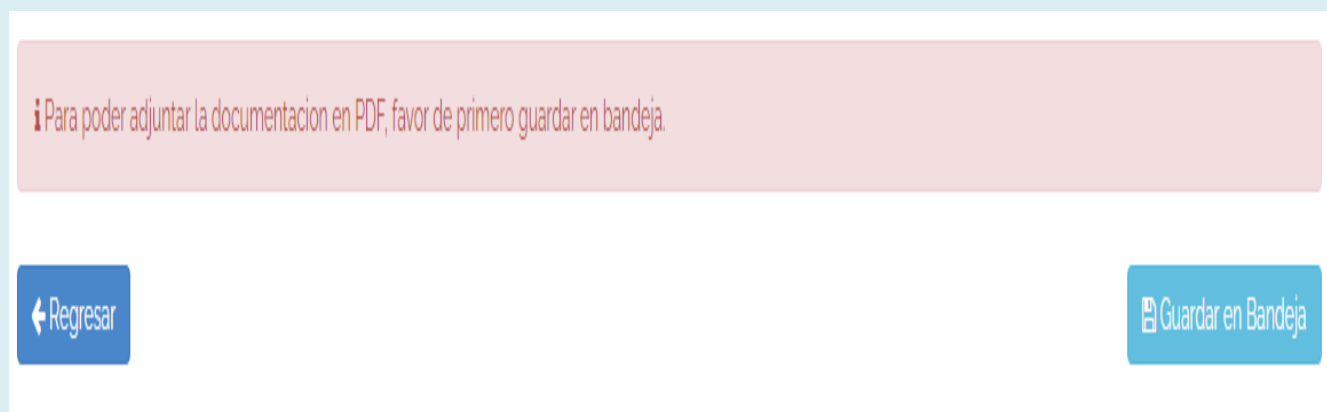 Para poder adjuntar la documentacion en PDF, favor de primero guardar en bandeja.
Regresar
Guardar en Bandeja